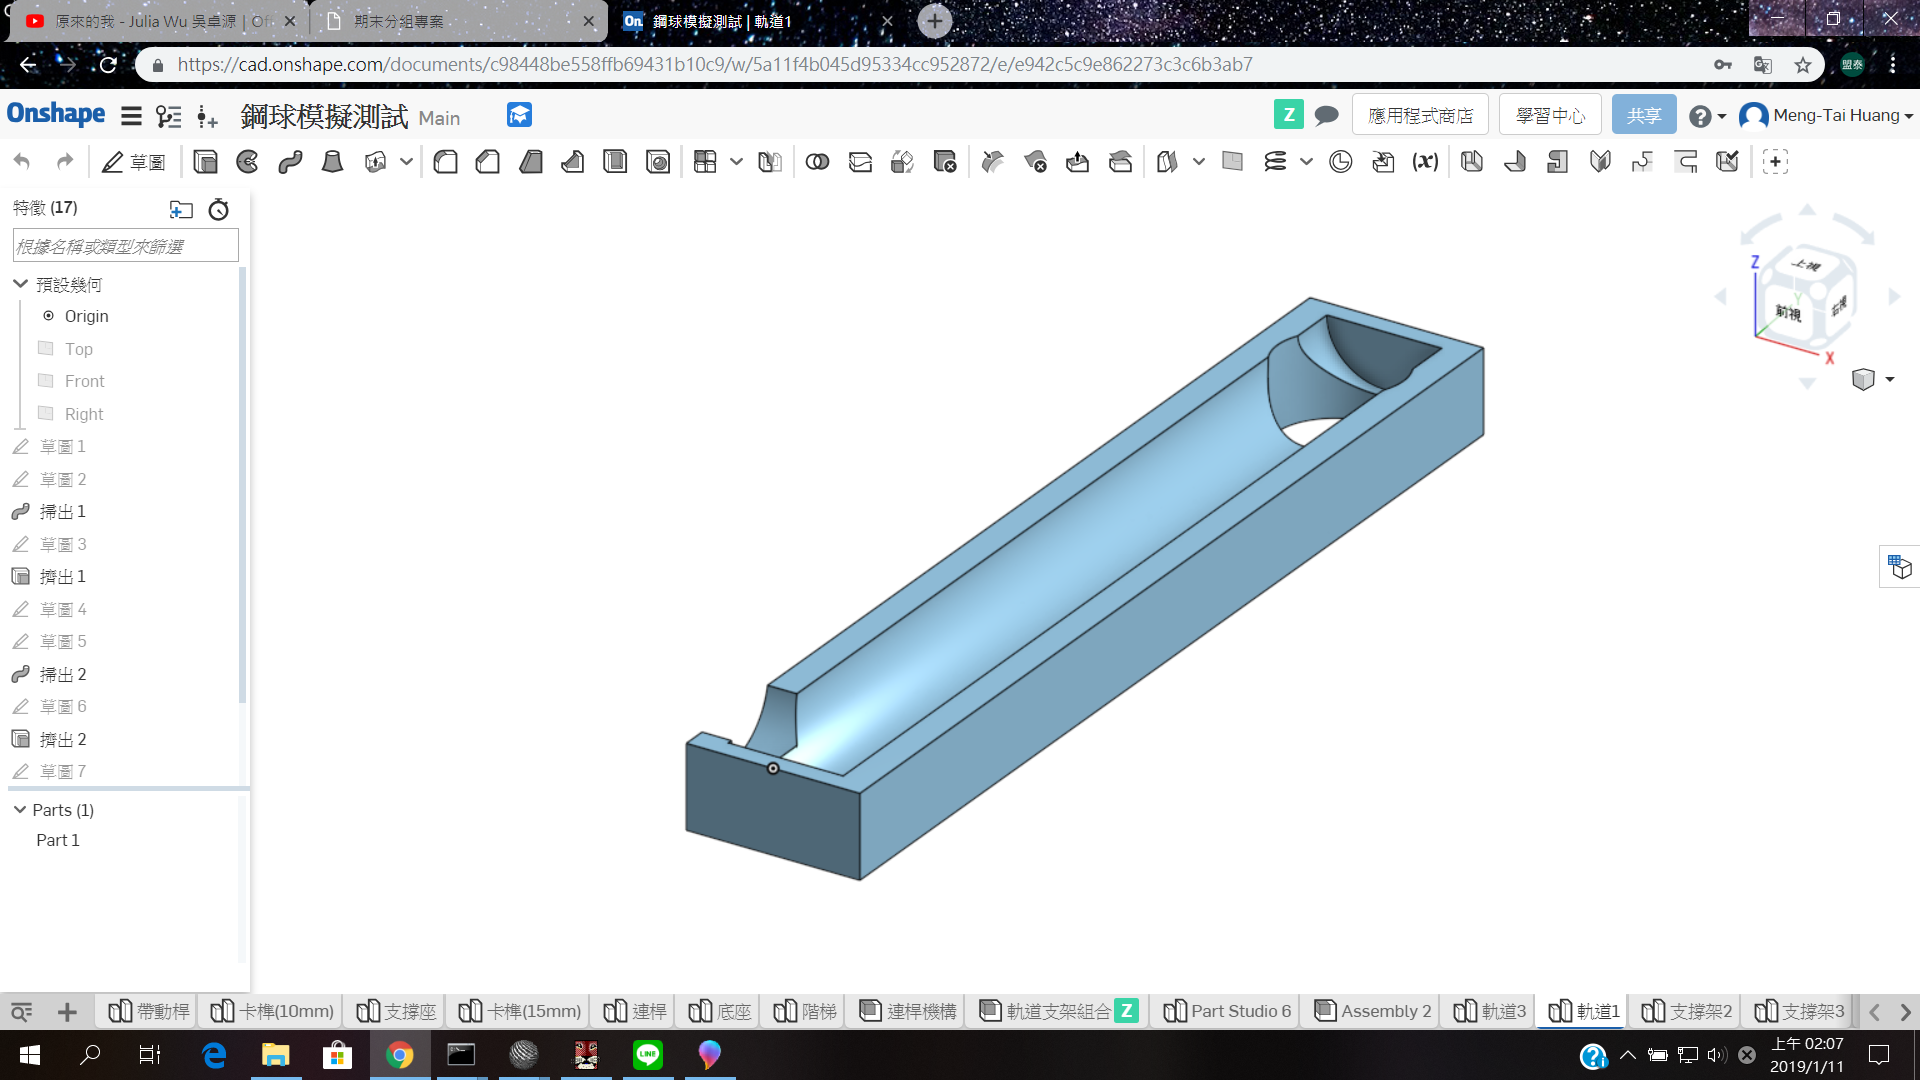 原來的我 - Julia Wu 吳卓源 | Of
期末分組專案
On. 鋼球模擬測試 | 軌道1
https://cad.onshape.com/documents/c98448be558ffb69431b10c9/w/5a11f4b045d95334cc952872/e/e942c5c9e862273c3c6b3ab7
盟泰
Onshape
鋼球模擬測試 Main
Z
應用程式商店
學習中心
共享
Meng-Tai Huang
草圖
(x)
特徵 (17)
根據名稱或類型來篩選
預設幾何
Origin
Top
Front
Right
草圖 1
草圖 2
掃出 1
草圖 3
擠出 1
草圖 4
草圖 5
掃出 2
草圖 6
擠出 2
草圖 7
Parts (1)
Part 1
Z
上視
前視
Y
右視
X
帶動桿
卡榫(10mm)
支撐座
卡榫(15mm)
連桿
底座
階梯
連桿機構
軌道支架組合 Z
Part Studio 6
Assembly 2
軌道3
軌道1
支撐架2
支撐架3
LINE
上午 02:07
2019/1/11